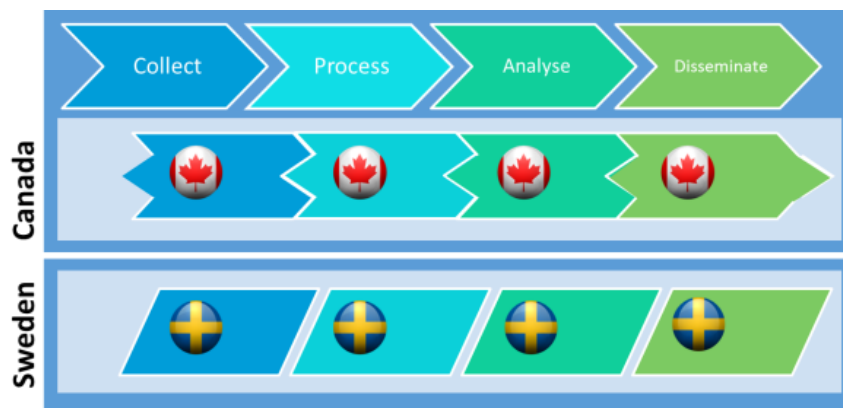 Collect
Process
Analyse
Disseminate
Canada
Sweden